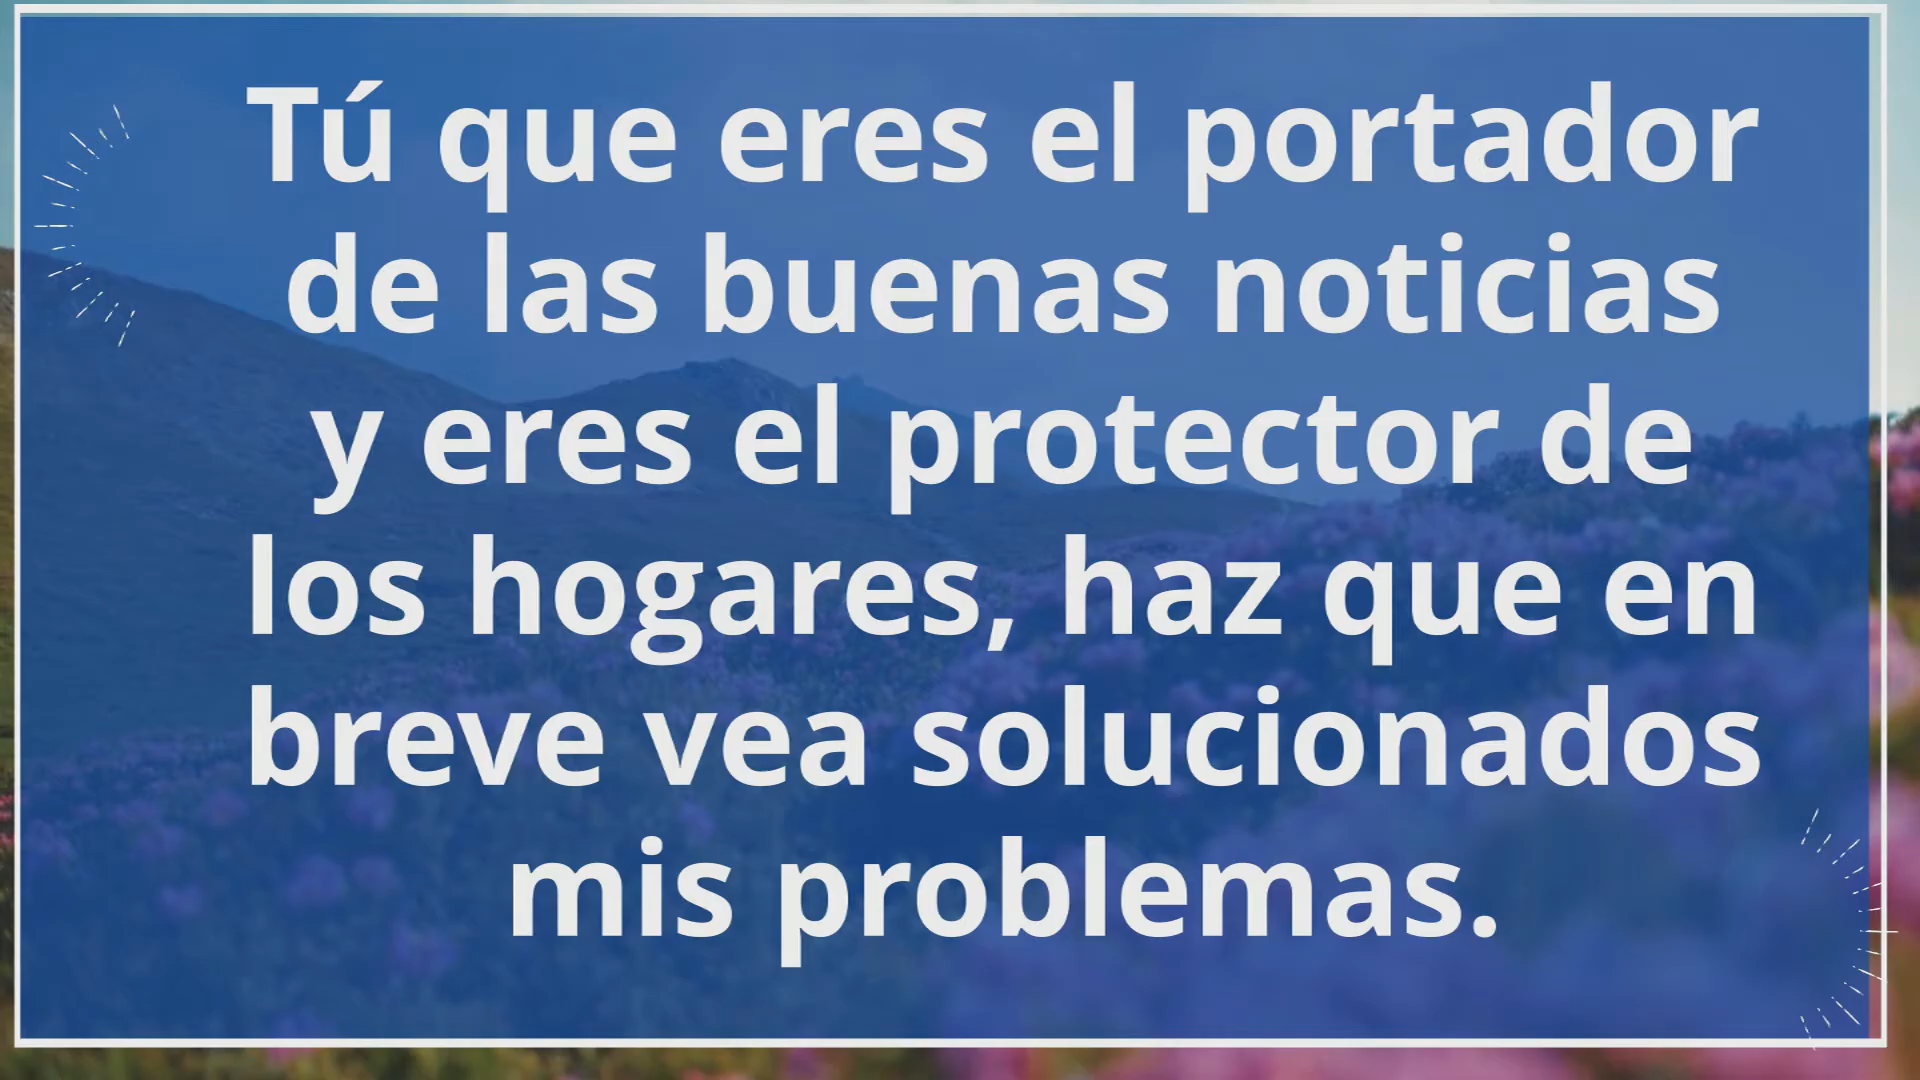 Tú que eres el portador
de las buenas noticias
y eres el protector de
los hogares, haz que en
breve vea solucionados
mis problemas.